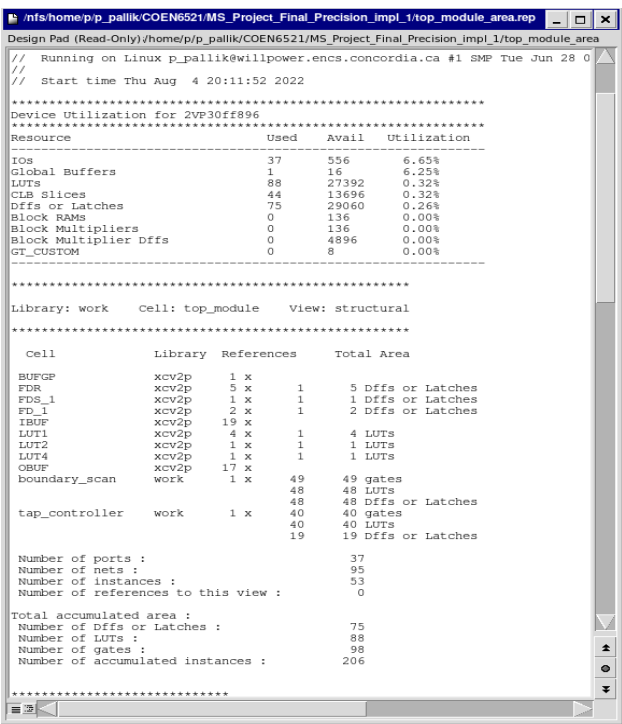 /nfs/home/p/p_pallik/COEN6521/MS_Project_Final_Precision_impl_1/top_module_area.rep
Design Pad (Read-Only):/home/p/p_pallik/COEN6521/MS_Project_Final_Precision_impl_1/top_module_area
//  Running on Linux p_pallik@willpower.encs.concordia.ca #1 SMP Tue Jun 28 0
//
//  Start time Thu Aug  4 20:11:52 2022
***************************************************************
Device Utilization for 2VP30ff896
***************************************************************
Resource Used Avail Utilization
---------------------------------------------------------------
IOs 37 556 6.65%
Global Buffers 1 16 6.25%
LUTs 88 27392 0.32%
CLB Slices 44 13696 0.32%
Dffs or Latches 75 29060 0.26%
Block RAMs 0 136 0.00%
Block Multipliers 0 136 0.00%
Block Multiplier Dffs 0 4896 0.00%
GT_CUSTOM 0 8 0.00%
---------------------------------------------------------------
*****************************************************
Library: work    Cell: top_module    View: structural
*****************************************************
Cell Library References Total Area
BUFGP xcv2p 1 x
FDR xcv2p 5 x 1 5 Dffs or Latches
FDS_1 xcv2p 1 x 1 1 Dffs or Latches
FD_1 xcv2p 2 x 1 2 Dffs or Latches
IBUF xcv2p 19 x
LUT1 xcv2p 4 x 1 4 LUTs
LUT2 xcv2p 1 x 1 1 LUTs
LUT4 xcv2p 1 x 1 1 LUTs
OBUF xcv2p 17 x
boundary_scan work 1 x 49 49 gates
48 48 LUTs
48 48 Dffs or Latches
tap_controller work 1 x 40 40 gates
40 40 LUTs
19 19 Dffs or Latches
Number of ports : 37
Number of nets : 95
Number of instances : 53
Number of references to this view : 0
Total accumulated area :
Number of Dffs or Latches : 75
Number of LUTs : 88
Number of gates : 98
Number of accumulated instances : 206
*****************************